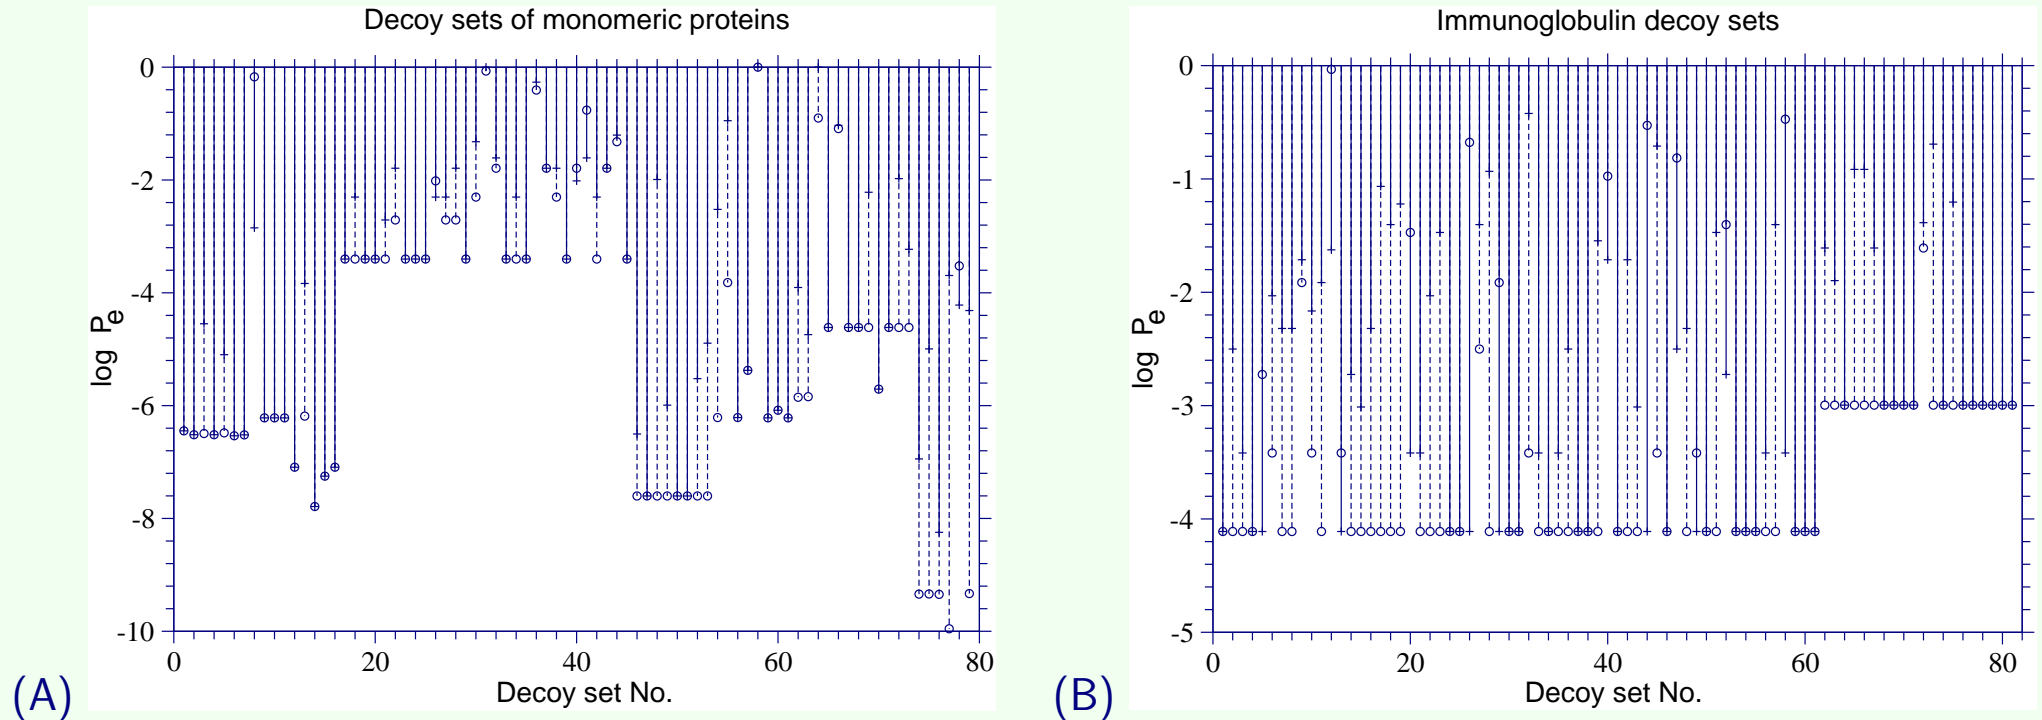 Decoy sets of monomeric proteins
0
-2
-4
-6
-8
-10
log Pe
0 20 40 60 80
Decoy set No.
(A)
Immunoglobulin decoy sets
0
-1
-2
-3
-4
-5
log Pe
0 20 40 60 80
Decoy set No.
(B)